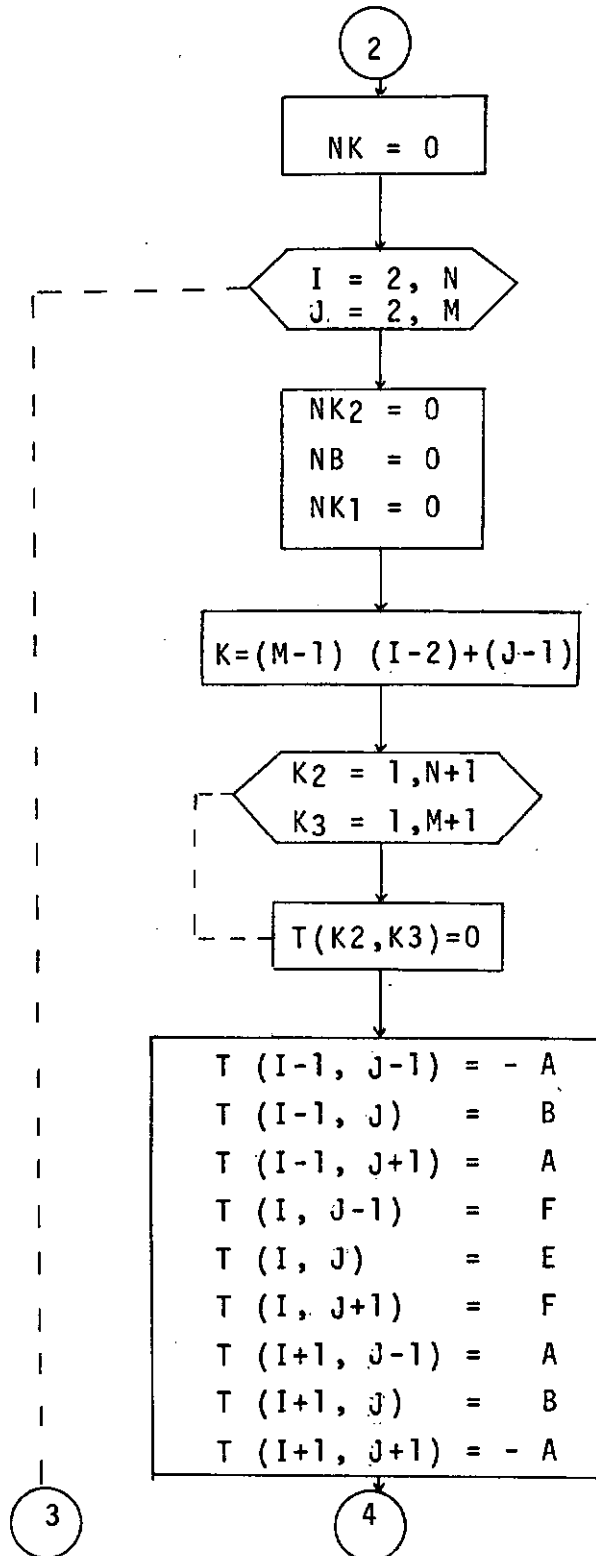 2
NK = 0
I = 2, N
J = 2, M
NK2 = 0
NB = 0
NK1 = 0
K=(M-1) (I-2)+(J-1)
K2 = 1,N+1
K3 = 1,M+1
T(K2,K3)=0
T (I-1, J-1) = - A
T (I-1, J) = B
T (I-1, J+1) = A
T (I, J-1) = F
T (I, J) = E
T (I, J+1) = F
T (I+1, J-1) = A
T (I+1, J) = B
T (I+1, J+1) = - A
3
4